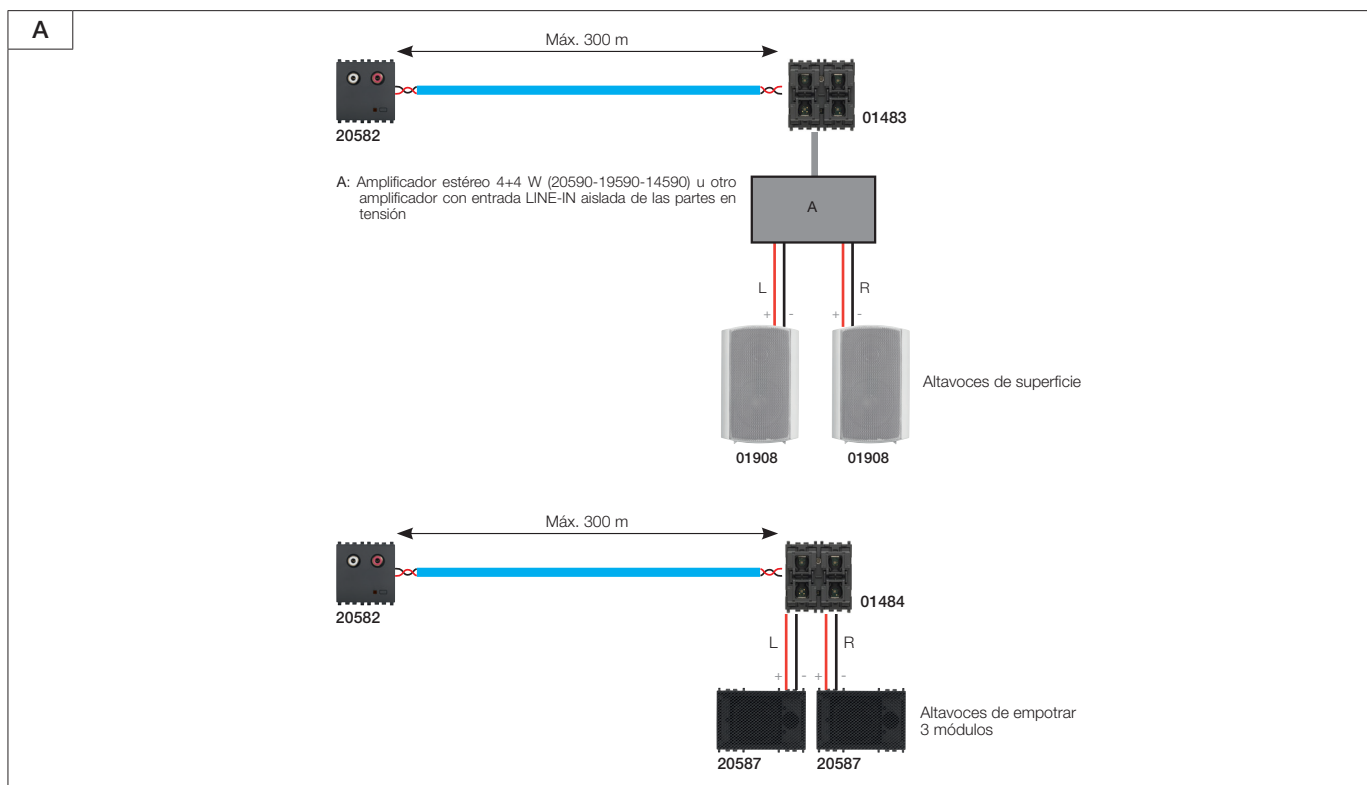 A
Máx. 300 m
20582
01483
A: Amplificador estéreo 4+4 W (20590-19590-14590) u otro
amplificador con entrada LINE-IN aislada de las partes en
tensión
A
L
R
+
-
+
-
Altavoces de superficie
01908
01908
Máx. 300 m
20582
01484
L
R
+
-
+
-
Altavoces de empotrar
3 módulos
20587
20587